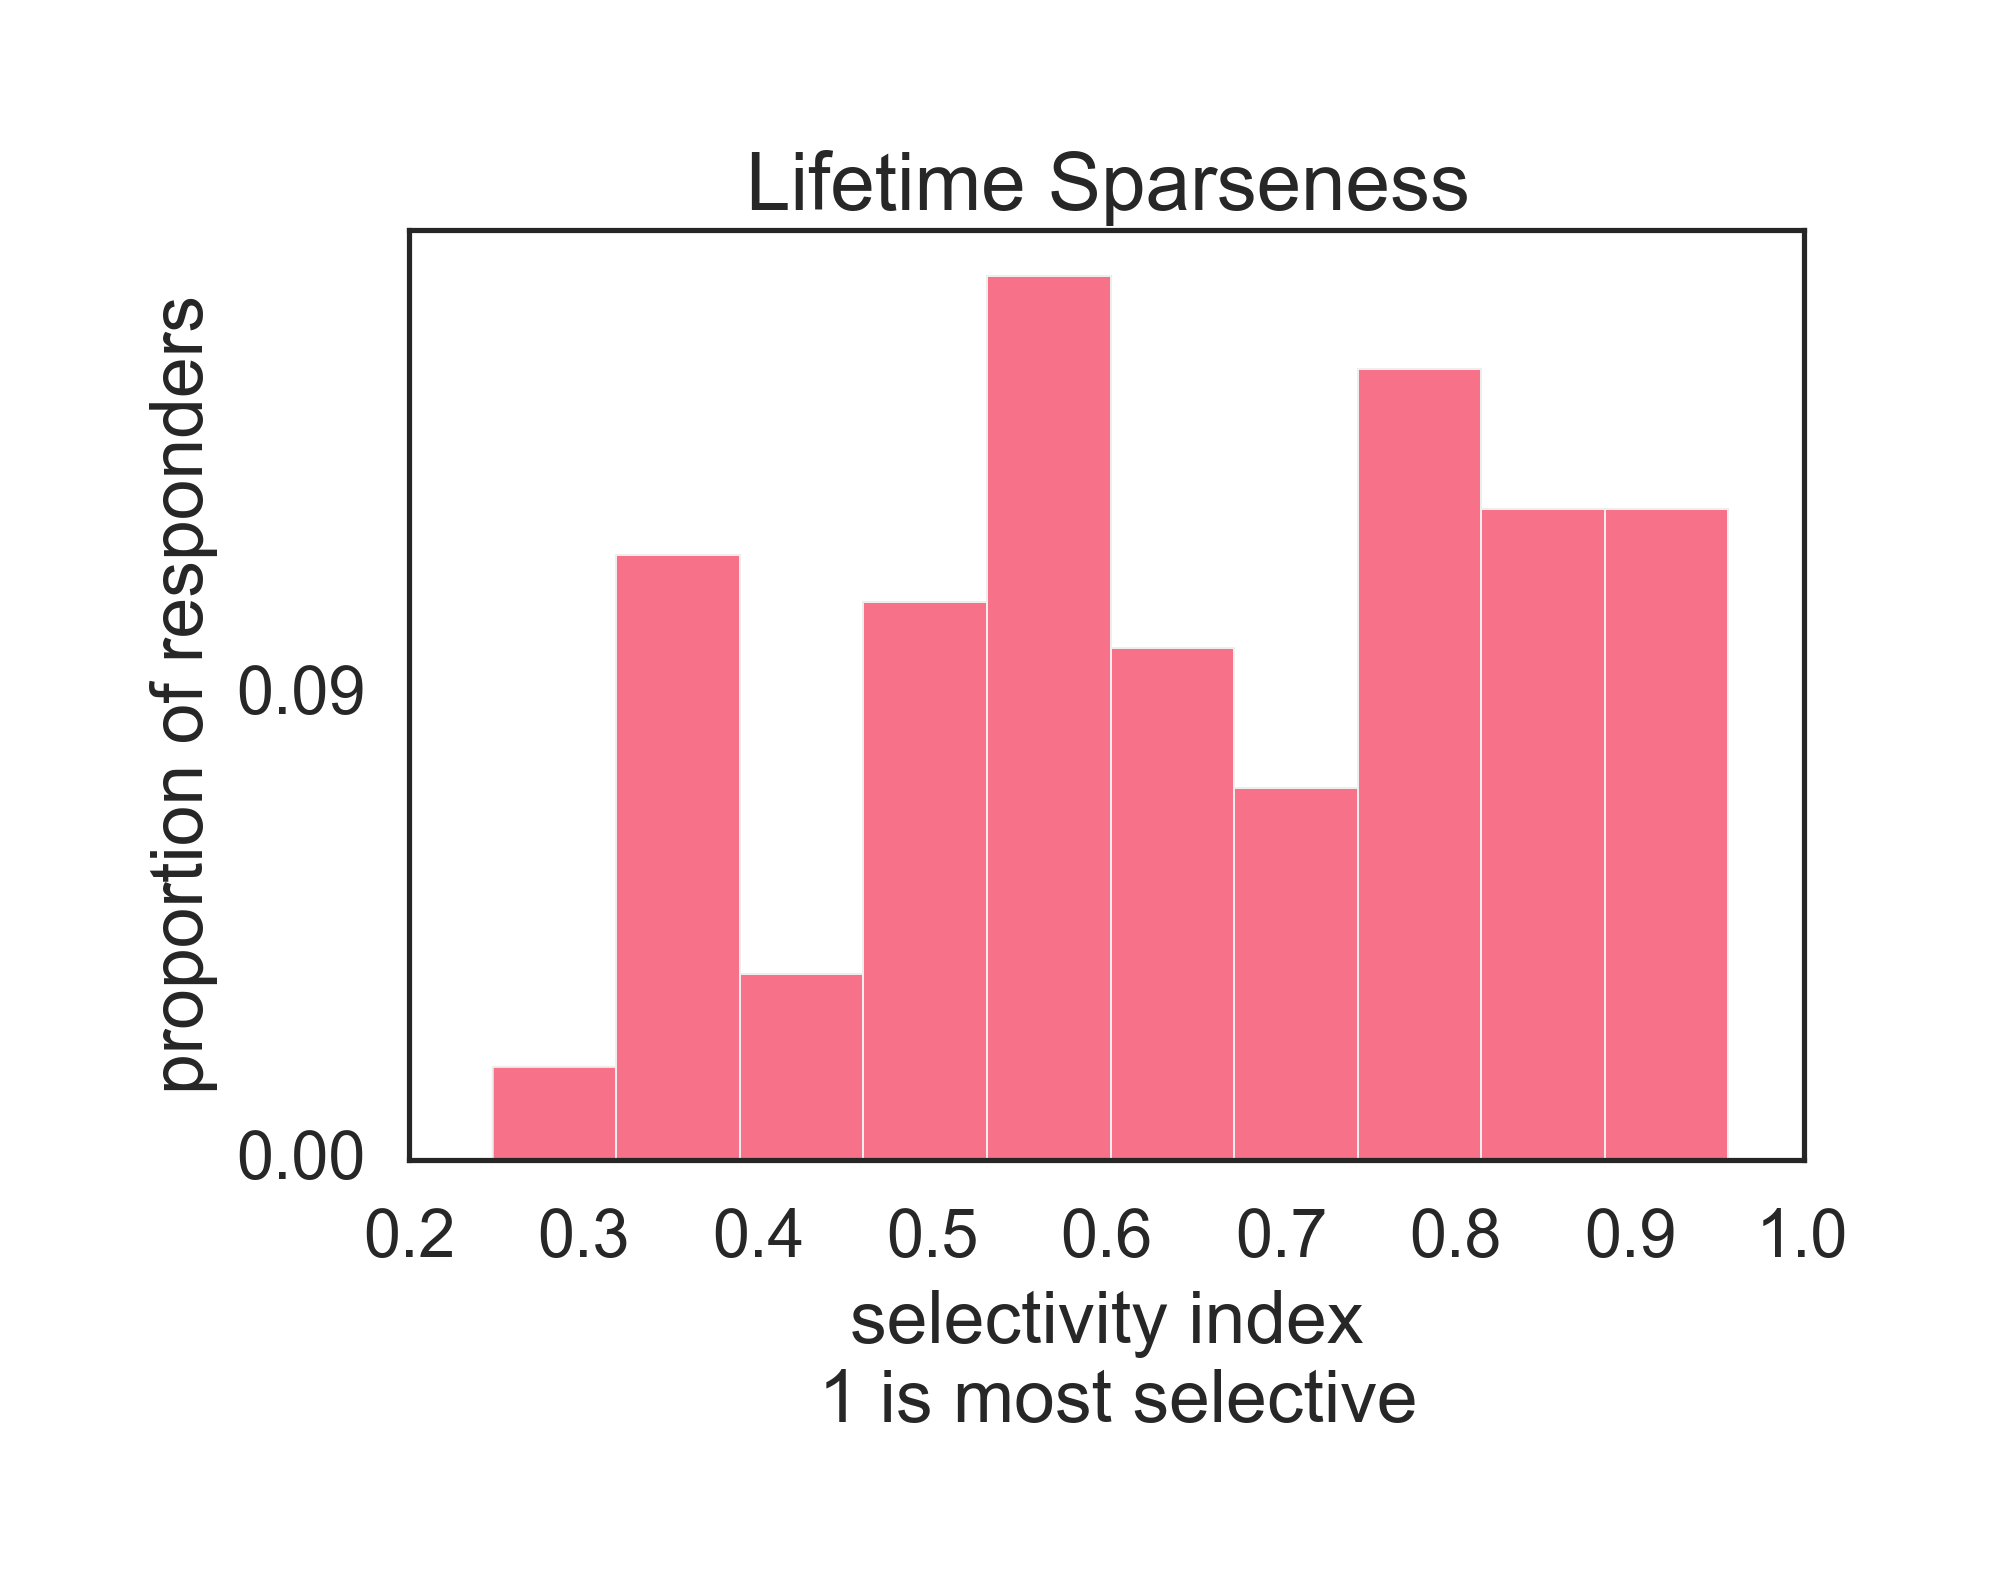 Lifetime Sparseness
proportion of responders
0.09
0.00
0.2 0.3 0.4 0.5 0.6 0.7 0.8 0.9 1.0
selectivity index
1 is most selective